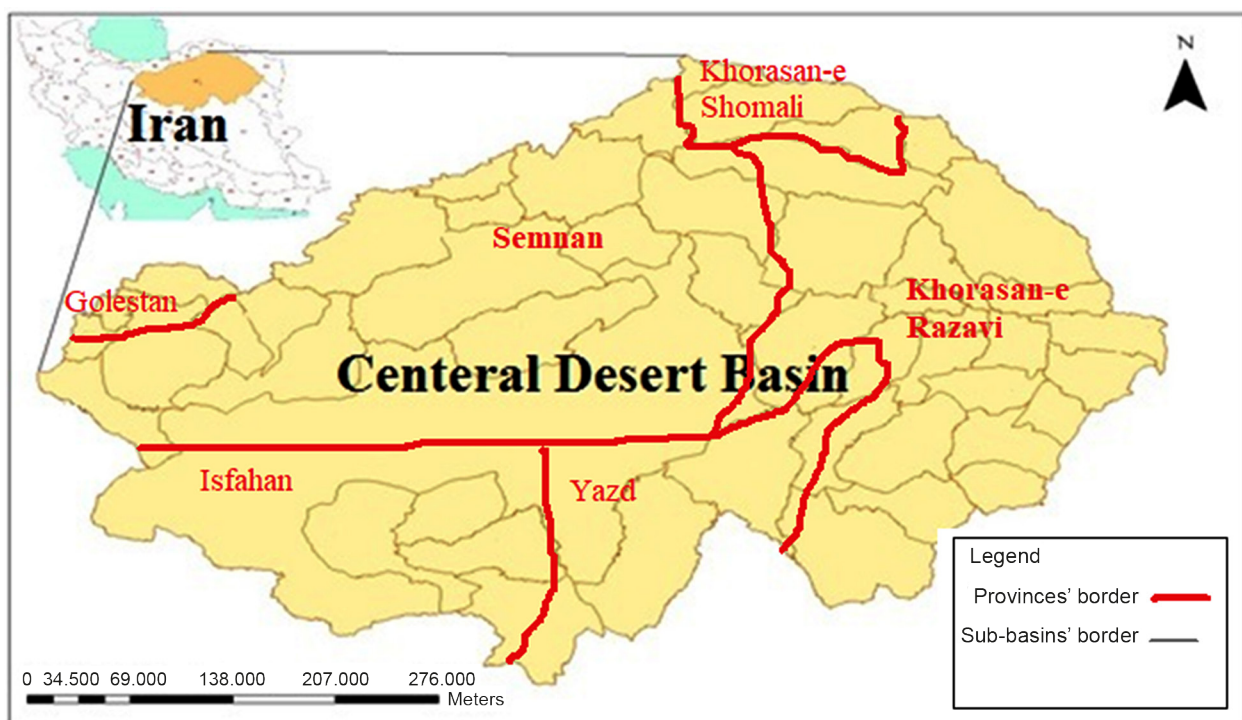 N
Iran
Khorasan-e
Shomali
Semnan
Golestan
Khorasan-e
Razavi
Centeral Desert Basin
Isfahan
Yazd
Legend
Provinces’ border
Sub-basins’ border
0 34.500 69.000 138.000 207.000 276.000
Meters